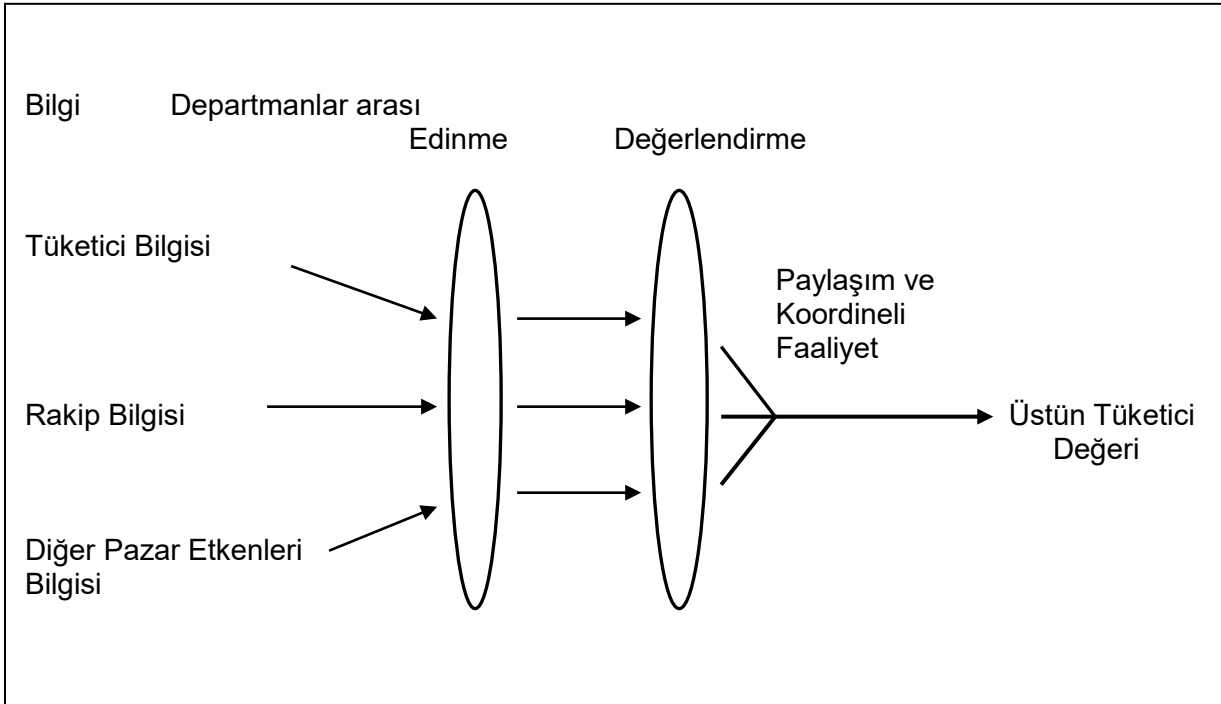 Bilgi Departmanlar arası
Edinme Değerlendirme
Tüketici Bilgisi
Paylaşım ve
Koordineli
Faaliyet
Rakip Bilgisi
Üstün Tüketici
Değeri
Diğer Pazar Etkenleri
Bilgisi